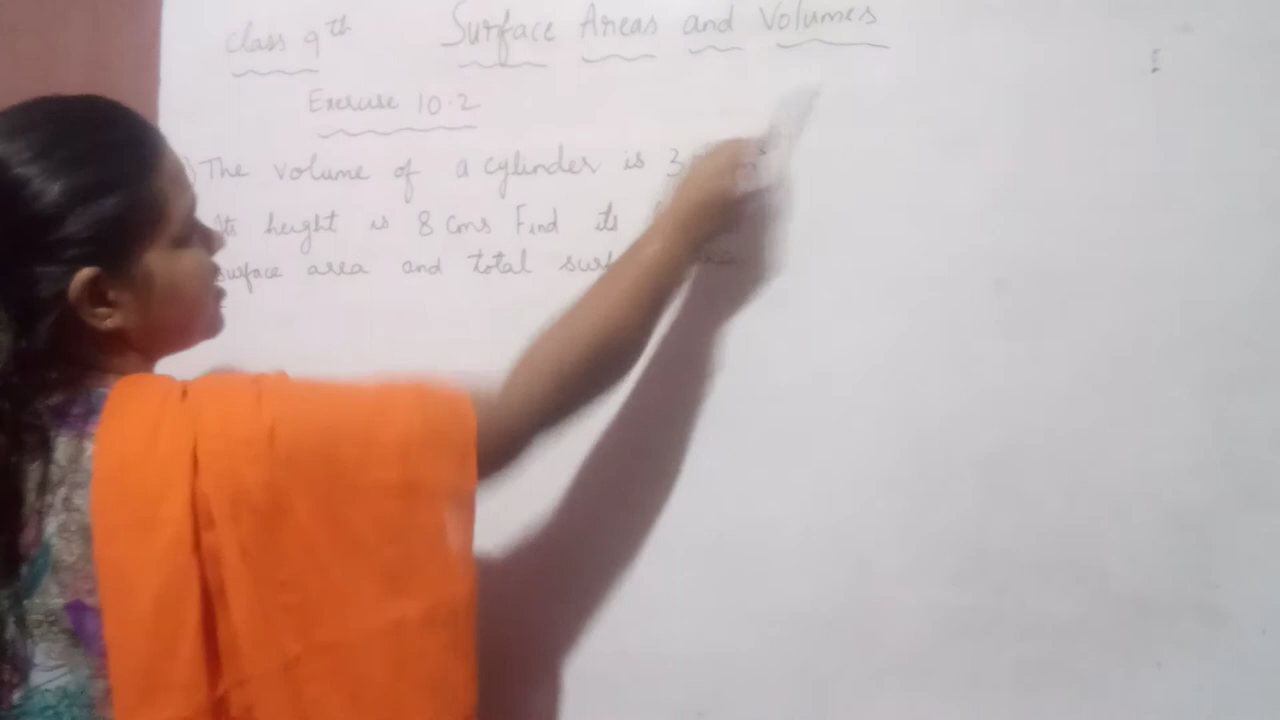 Class 9th Surface Areas and Volumes
Exercise 10.2
) The volume of a cylinder is 3
Its height is 8 cms Find its
surface area and total